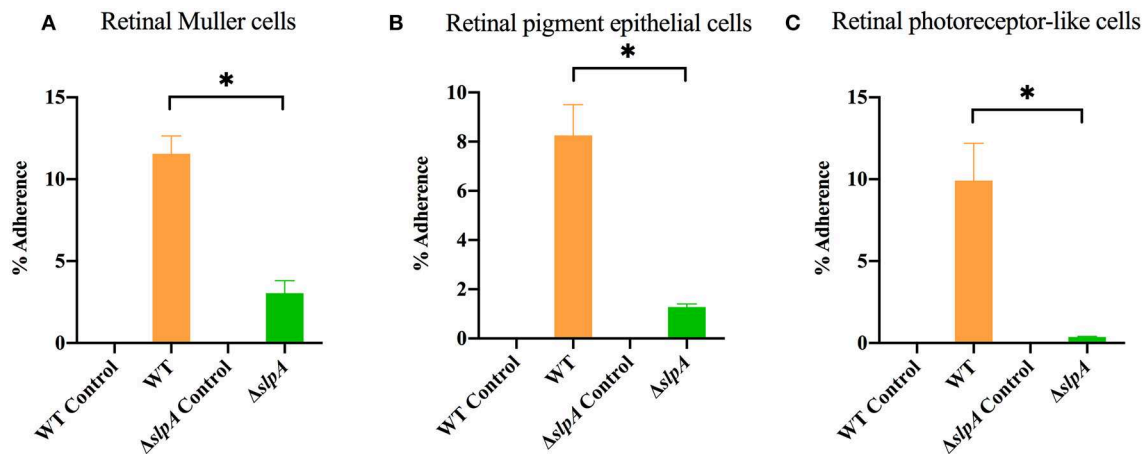 A Retinal Muller cells
*
15
10
5
0
% Adherence
WT Control
WT
ΔslpA Control
ΔslpA
B Retinal pigment epithelial cells
*
10
8
6
4
2
0
% Adherence
WT Control
WT
ΔslpA Control
ΔslpA
C Retinal photoreceptor-like cells
*
15
10
5
0
% Adherence
WT Control
WT
ΔslpA Control
ΔslpA